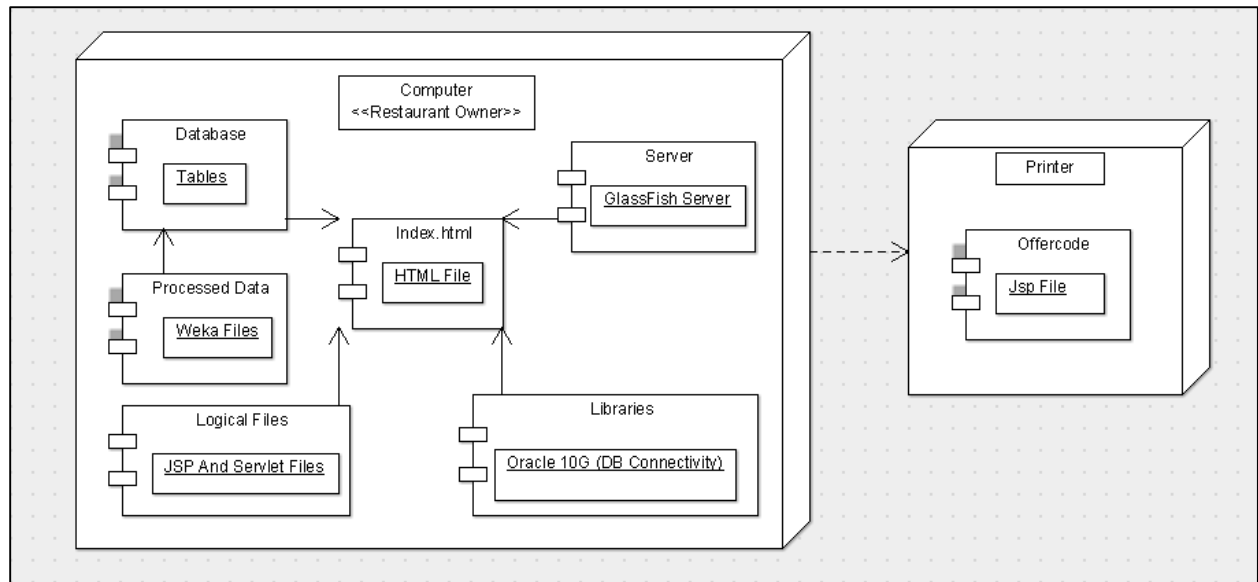 Computer
<<Restaurant Owner>>
Database
Tables
Server
GlassFish Server
Index.html
HTML File
Processed Data
Weka Files
Logical Files
JSP And Servlet Files
Libraries
Oracle 10G (DB Connectivity)
Printer
Offercode
Jsp File